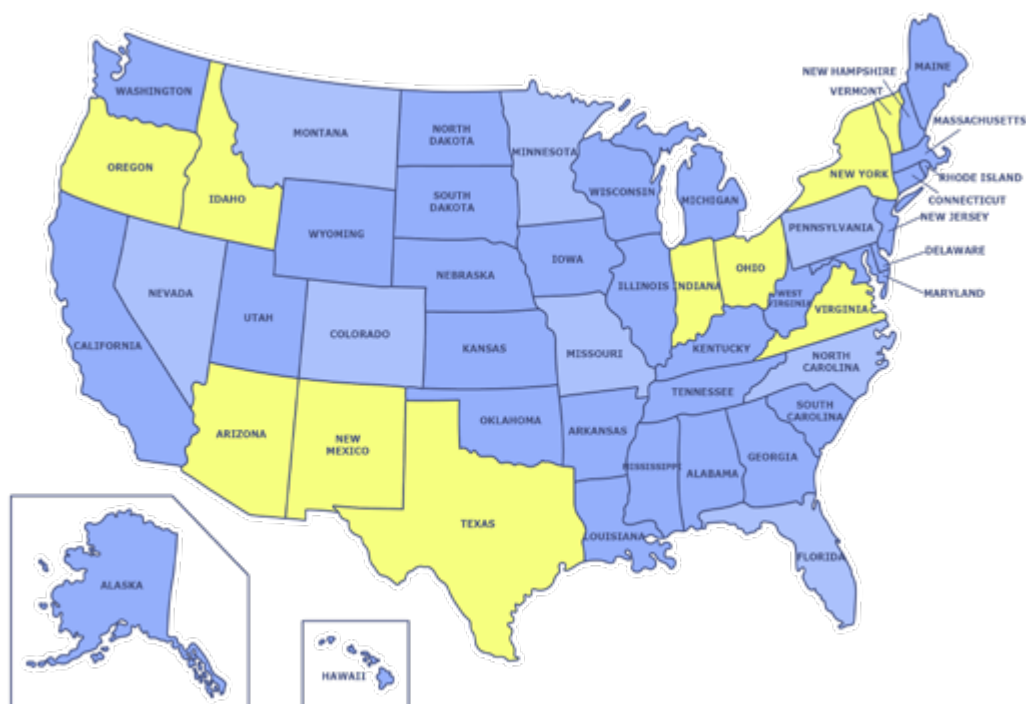 WASHINGTON
OREGON
IDAHO
MONTANA
NORTH
DAKOTA
MINNESOTA
SOUTH
DAKOTA
WYOMING
WISCONSIN
MICHIGAN
NEW HAMPSHIRE
VERMONT
MAINE
MASSACHUSETTS
NEW YORK
RHODE ISLAND
CONNECTICUT
NEW JERSEY
PENNSYLVANIA
DELAWARE
MARYLAND
NEBRASKA
IOWA
ILLINOIS
INDIANA
OHIO
WEST
VIRGINIA
VIRGINIA
NEVADA
UTAH
COLORADO
CALIFORNIA
KANSAS
MISSOURI
KENTUCKY
NORTH
CAROLINA
TENNESSEE
SOUTH
CAROLINA
ARIZONA
NEW
MEXICO
OKLAHOMA
ARKANSAS
MISSISSIPPI
ALABAMA
GEORGIA
TEXAS
LOUISIANA
FLORIDA
ALASKA
HAWAII